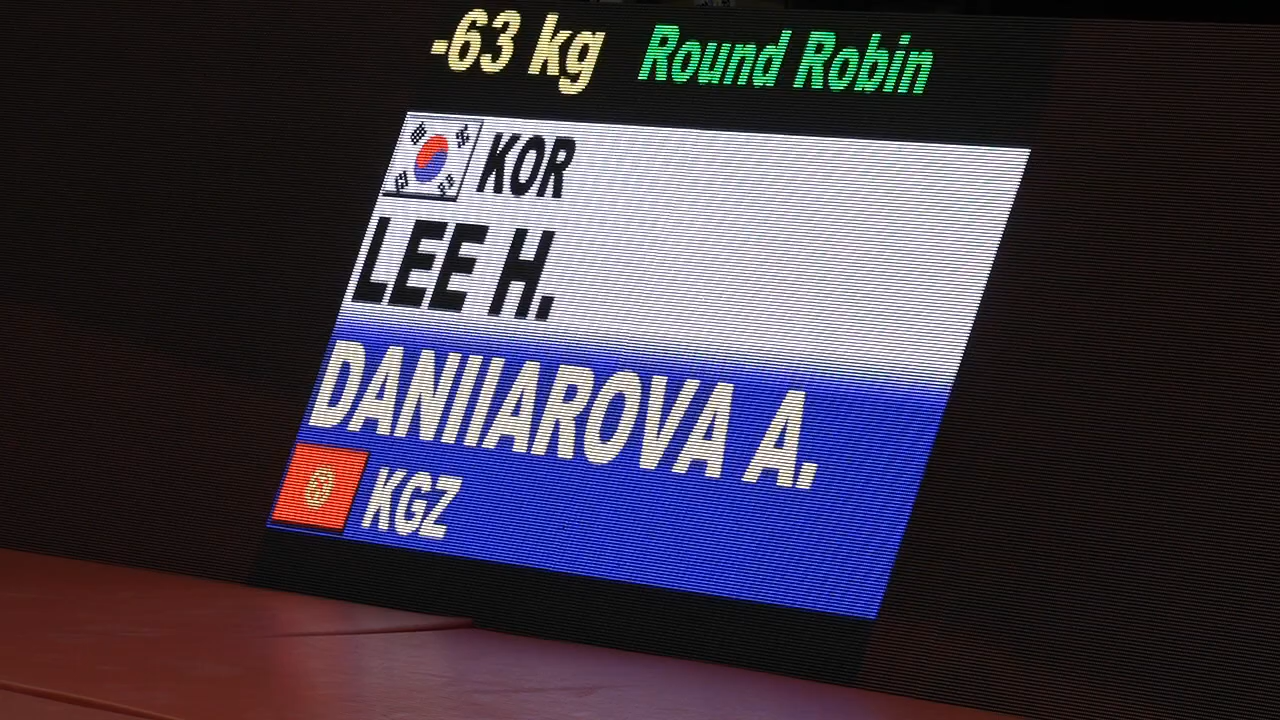 -63 kg Round Robin
KOR
LEE H.
DANIIAROVA A.
KGZ